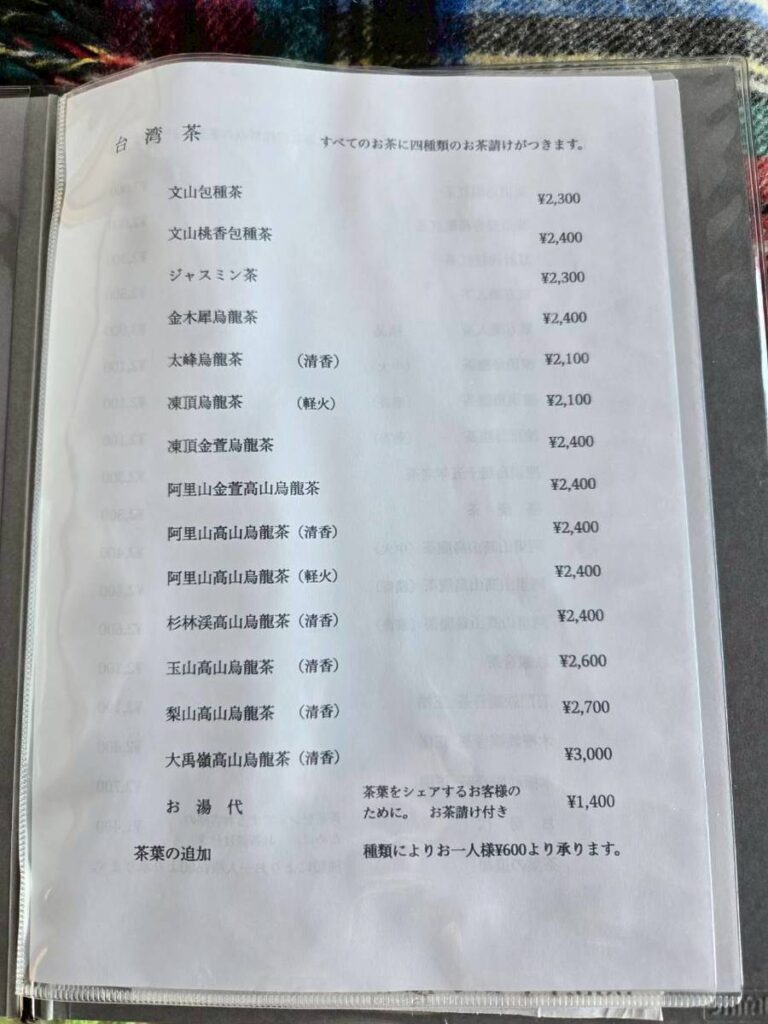 台 湾 茶 すべてのお茶に四種類のお茶請けがつきます。
文山包種茶 ¥2,300
文山桃香包種茶 ¥2,400
ジャスミン茶 ¥2,300
金木犀烏龍茶 ¥2,400
太峰烏龍茶 （清香） ¥2,100
凍頂烏龍茶 （軽火） ¥2,100
凍頂金萱烏龍茶 ¥2,400
阿里山金萱高山烏龍茶 ¥2,400
阿里山高山烏龍茶（清香） ¥2,400
阿里山高山烏龍茶（軽火） ¥2,400
杉林渓高山烏龍茶（清香） ¥2,400
玉山高山烏龍茶 （清香） ¥2,600
梨山高山烏龍茶 （清香） ¥2,700
大禹嶺高山烏龍茶（清香） ¥3,000
お 湯 代 茶葉をシェアするお客様の ¥1,400
ために。 お茶請け付き
茶葉の追加 種類によりお一人様¥600より承ります。